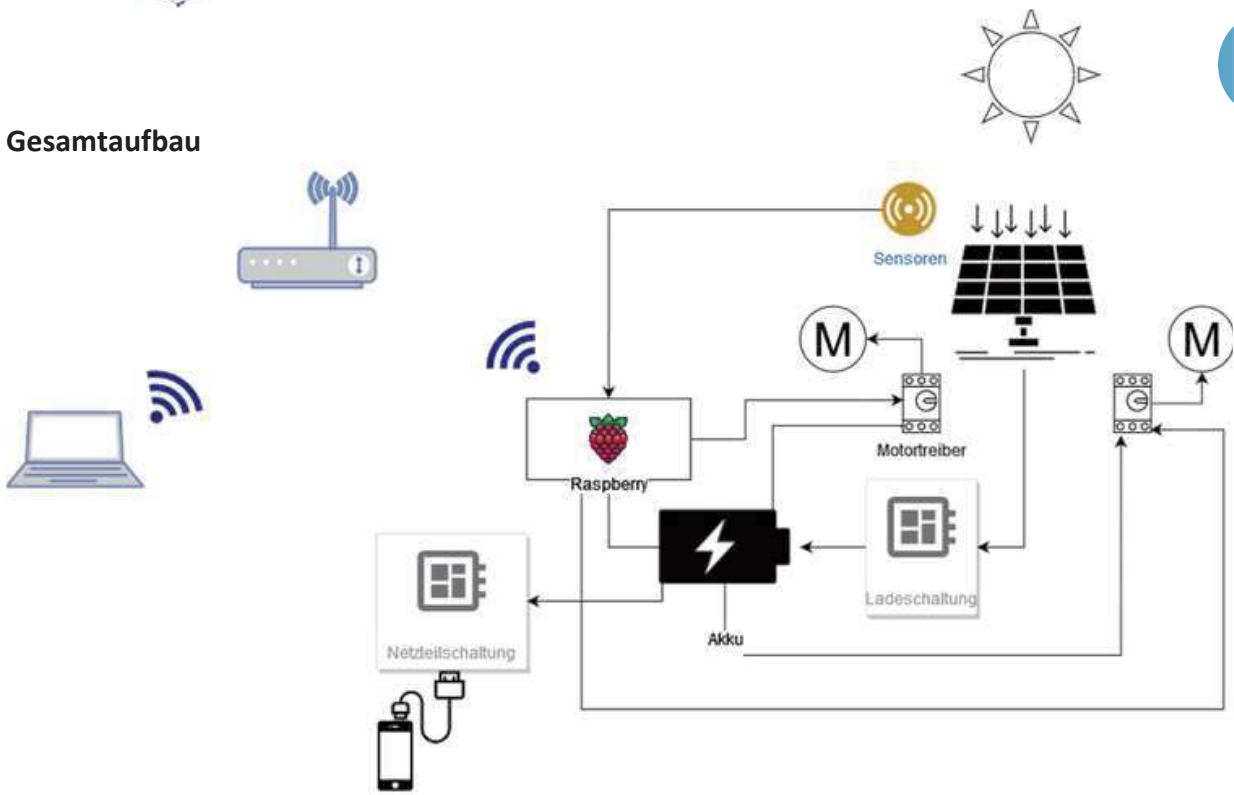 Gesamtaufbau
Sensoren
M
M
Motortreiber
Raspberry
Ladeschaltung
Akku
Netzteilschaltung